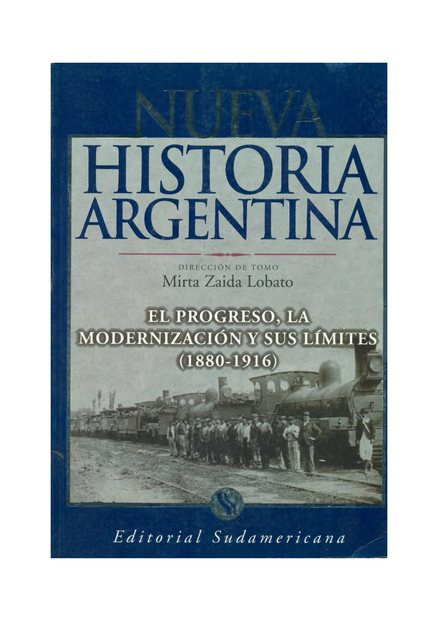 NUEVA
HISTORIA
ARGENTINA
DIRECCIÓN DE TOMO
Mirta Zaida Lobato
EL PROGRESO, LA
MODERNIZACIÓN Y SUS LÍMITES
(1880-1916)
Editorial Sudamericana